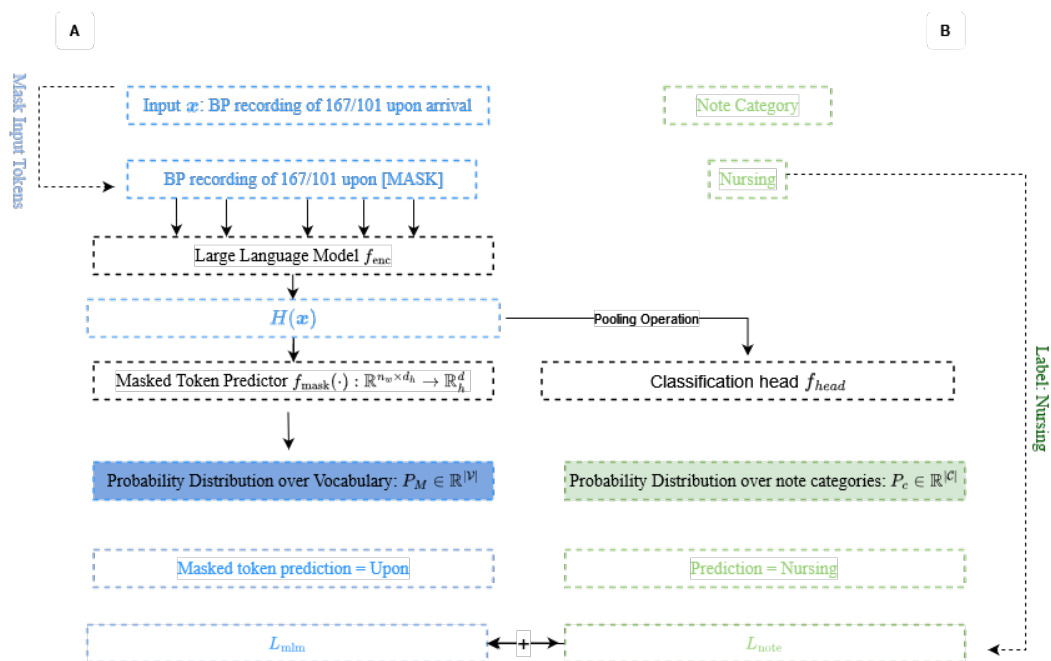 A
B
Mask Input Tokens
Input x: BP recording of 167/101 upon arrival
Note Category
BP recording of 167/101 upon [MASK]
Nursing
Large Language Model f_enc
H(x)
Pooling Operation
Label: Nursing
Masked Token Predictor f_mask(·) : ℝ^{n_w×d_h} → ℝ_h^d
Classification head f_head
Probability Distribution over Vocabulary: P_M ∈ ℝ^{|𝒱|}
Probability Distribution over note categories: P_c ∈ ℝ^{|𝒞|}
Masked token prediction = Upon
Prediction = Nursing
L_mlm
+
L_note